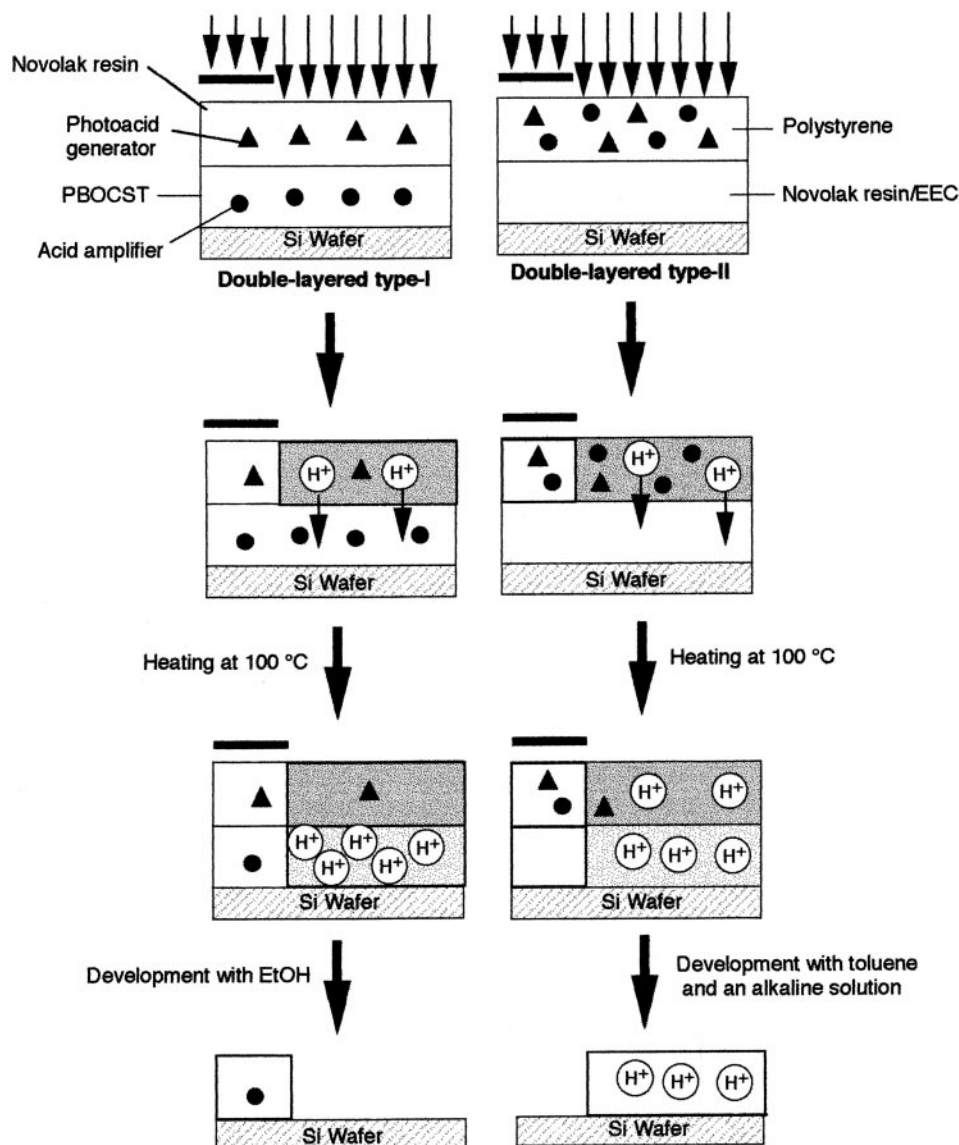 Novolak resin
Photoacid
generator
PBOCST
Acid amplifier
Si Wafer
Double-layered type-I
Polystyrene
Novolak resin/EEC
Si Wafer
Double-layered type-II
H+
H+
Si Wafer
H+
H+
Si Wafer
Heating at 100 °C
Heating at 100 °C
H+
H+
H+
H+
H+
Si Wafer
H+
H+
H+
H+
H+
Si Wafer
Development with EtOH
Development with toluene
and an alkaline solution
Si Wafer
H+
H+
H+
Si Wafer